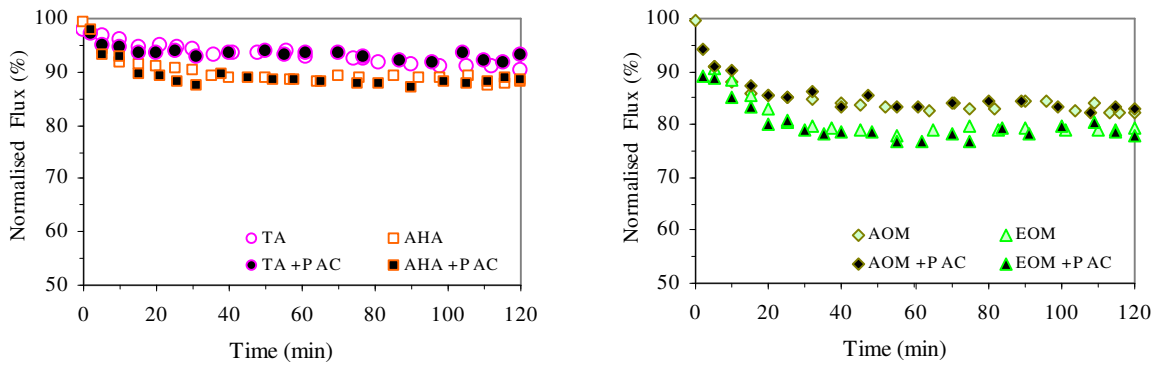 100
90
80
70
60
50
Normalised Flux (%)
TA
AHA
TA +P AC
AHA +P AC
0 20 40 60 80 100 120
Time (min)
100
90
80
70
60
50
Normalised Flux (%)
AOM
EOM
AOM +P AC
EOM +P AC
0 20 40 60 80 100 120
Time (min)